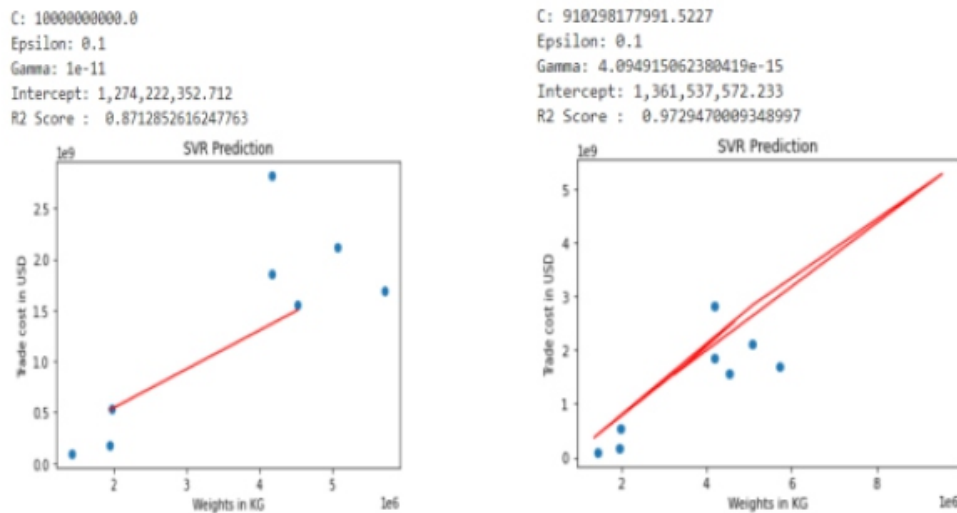 C: 10000000000.0
Epsilon: 0.1
Gamma: 1e-11
Intercept: 1,274,222,352.712
R2 Score : 0.8712852616247763
1e9
SVR Prediction
Trade cost in USD
2.5
2.0
1.5
1.0
0.5
0.0
2
3
4
5
1e6
Weights in KG
C: 910298177991.5227
Epsilon: 0.1
Gamma: 4.094915062380419e-15
Intercept: 1,361,537,572.233
R2 Score : 0.9729470009348997
1e9
SVR Prediction
Trade cost in USD
5
4
3
2
1
0
2
4
6
8
1e6
Weights in KG